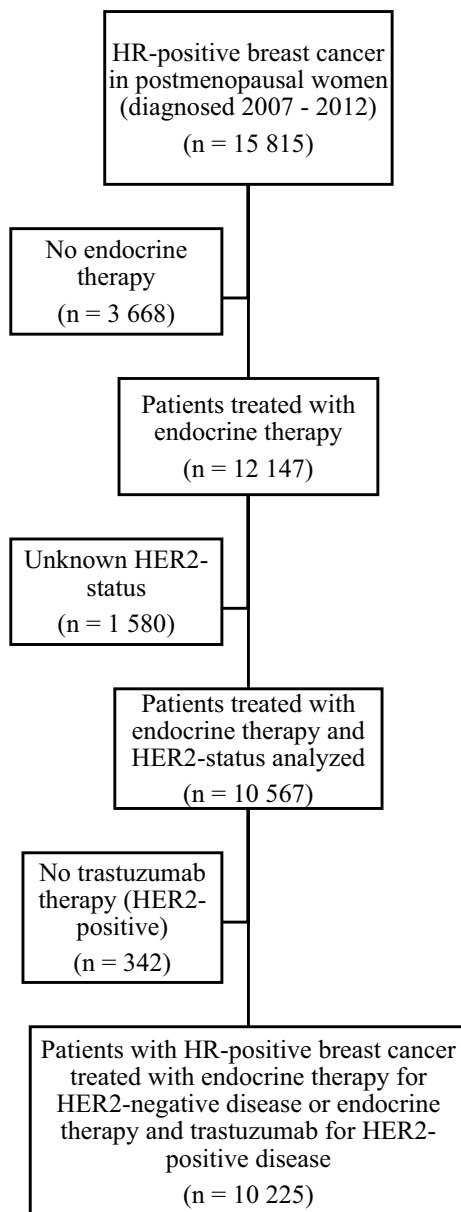 HR-positive breast cancer
in postmenopausal women
(diagnosed 2007 - 2012)
(n = 15 815)
No endocrine
therapy
(n = 3 668)
Patients treated with
endocrine therapy
(n = 12 147)
Unknown HER2-
status
(n = 1 580)
Patients treated with
endocrine therapy and
HER2-status analyzed
(n = 10 567)
No trastuzumab
therapy (HER2-
positive)
(n = 342)
Patients with HR-positive breast cancer
treated with endocrine therapy for
HER2-negative disease or endocrine
therapy and trastuzumab for HER2-
positive disease
(n = 10 225)